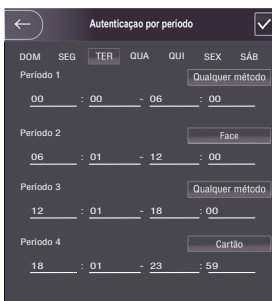 Autenticaçao por periodo
DOM SEG TER QUA QUI SEX SÁB
Período 1 Qualquer método
00 : 00 - 06 : 00
Período 2 Face
06 : 01 - 12 : 00
Período 3 Qualquer método
12 : 01 - 18 : 00
Período 4 Cartão
18 : 01 - 23 : 59